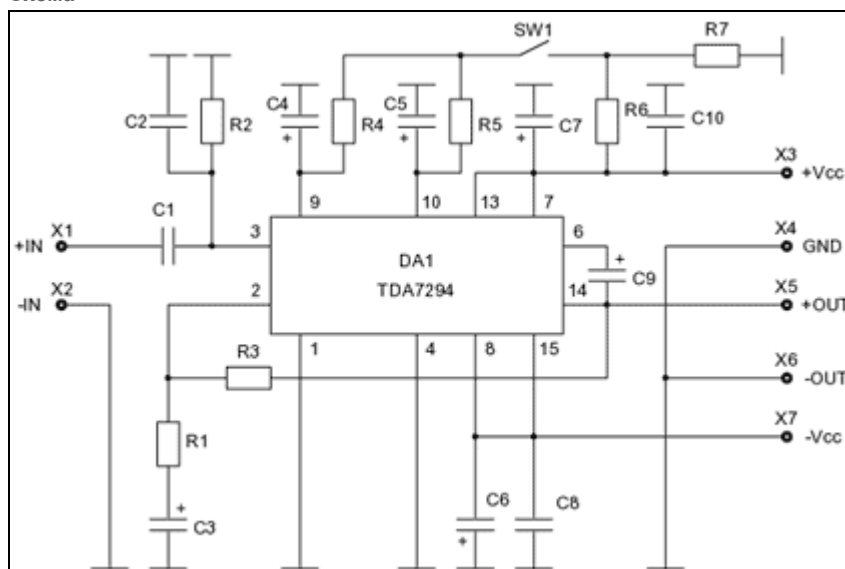 SW1
R7
C2
R2
C4
R4
C5
R5
C7
R6
C10
X3
+Vcc
9
10
13
7
C1
X1
+IN
3
6
X4
GND
DA1
TDA7294
C9
X2
-IN
2
14
X5
+OUT
R3
1
4
8
15
X6
-OUT
R1
X7
-Vcc
C3
C6
C8
+
+
+
+
+
+